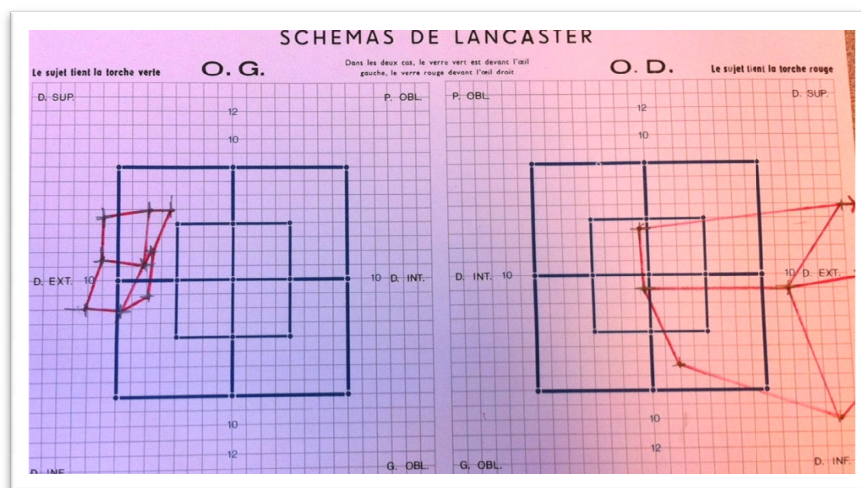 SCHEMAS DE LANCASTER
Le sujet tient la torche verte
O. G.
Dans les deux cas, le verre vert est devant l'œil
gauche, le verre rouge devant l'œil droit
O. D.
Le sujet tient la torche rouge
D. SUP.
P. OBL.
12
10
D. EXT. 10
10 D. INT.
10
12
D. INF.
G. OBL.
P. OBL.
D. SUP.
12
10
D. INT. 10
10 D. EXT.
10
12
G. OBL.
D. INF.